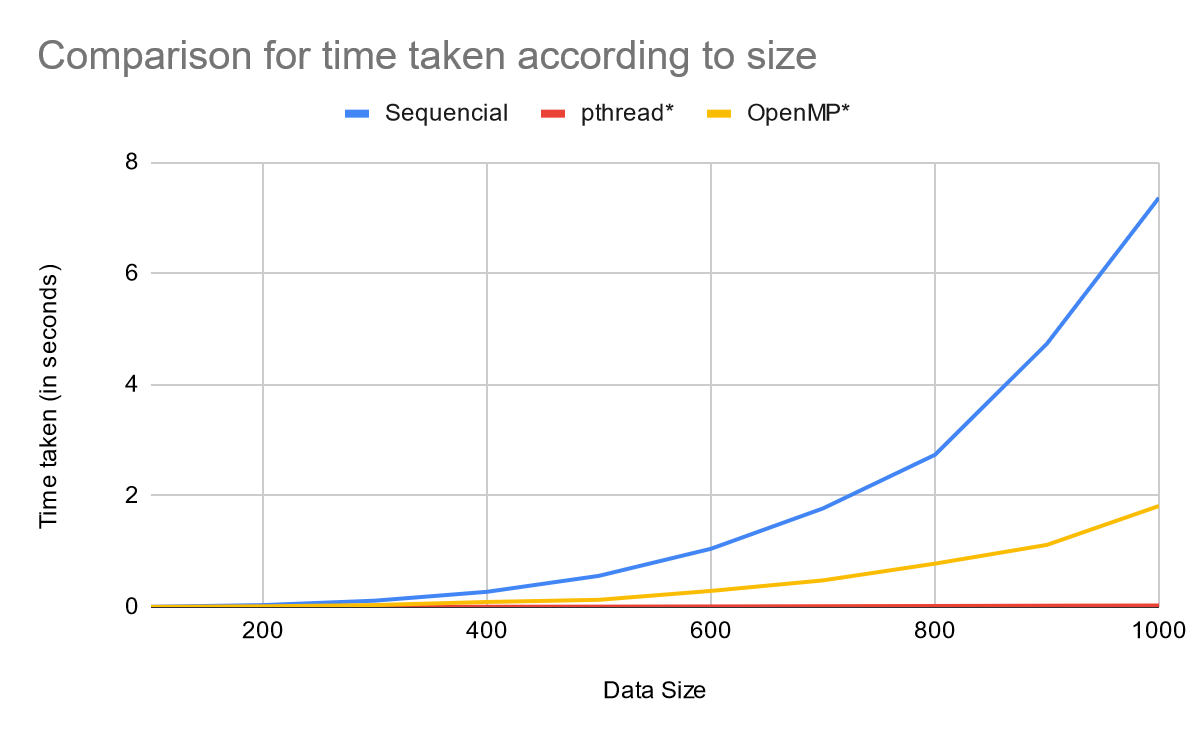 Comparison for time taken according to size
Sequencial pthread* OpenMP*
8
6
4
2
0
Time taken (in seconds)
200 400 600 800 1000
Data Size